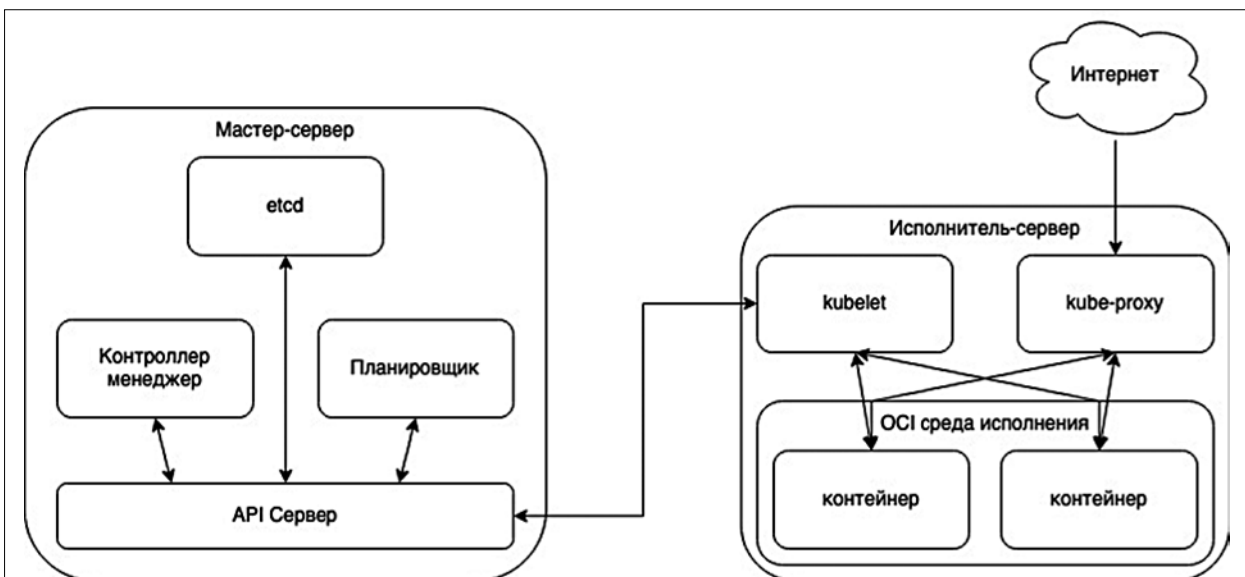 Интернет
Мастер-сервер
etcd
Контроллер
менеджер
Планировщик
API Сервер
Исполнитель-сервер
kubelet
kube-proxy
OCI среда исполнения
контейнер
контейнер